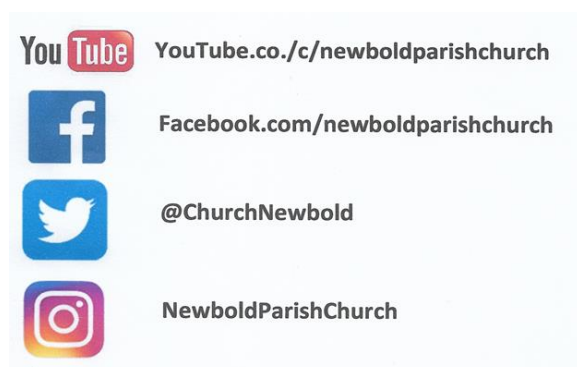 You Tube YouTube.co./c/newboldparishchurch
Facebook.com/newboldparishchurch
@ChurchNewbold
NewboldParishChurch